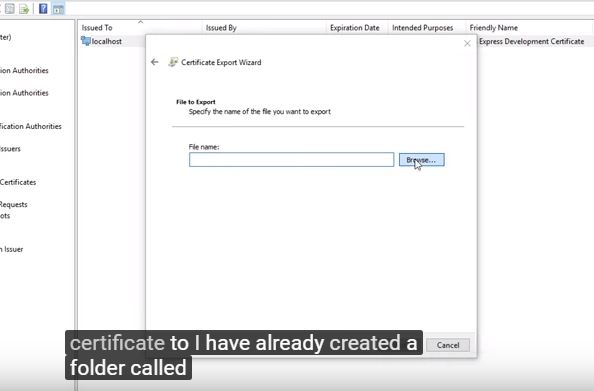 Issued To Issued By Expiration Date Intended Purposes Friendly Name
localhost Express Development Certificate
ter)
ion Authorities
ion Authorities
ification Authorities
ssuers
Certificates
Requests
ots
n Issuer
Certificate Export Wizard
File to Export
Specify the name of the file you want to export
File name:
Browse...
Cancel
certificate to I have already created a
folder called